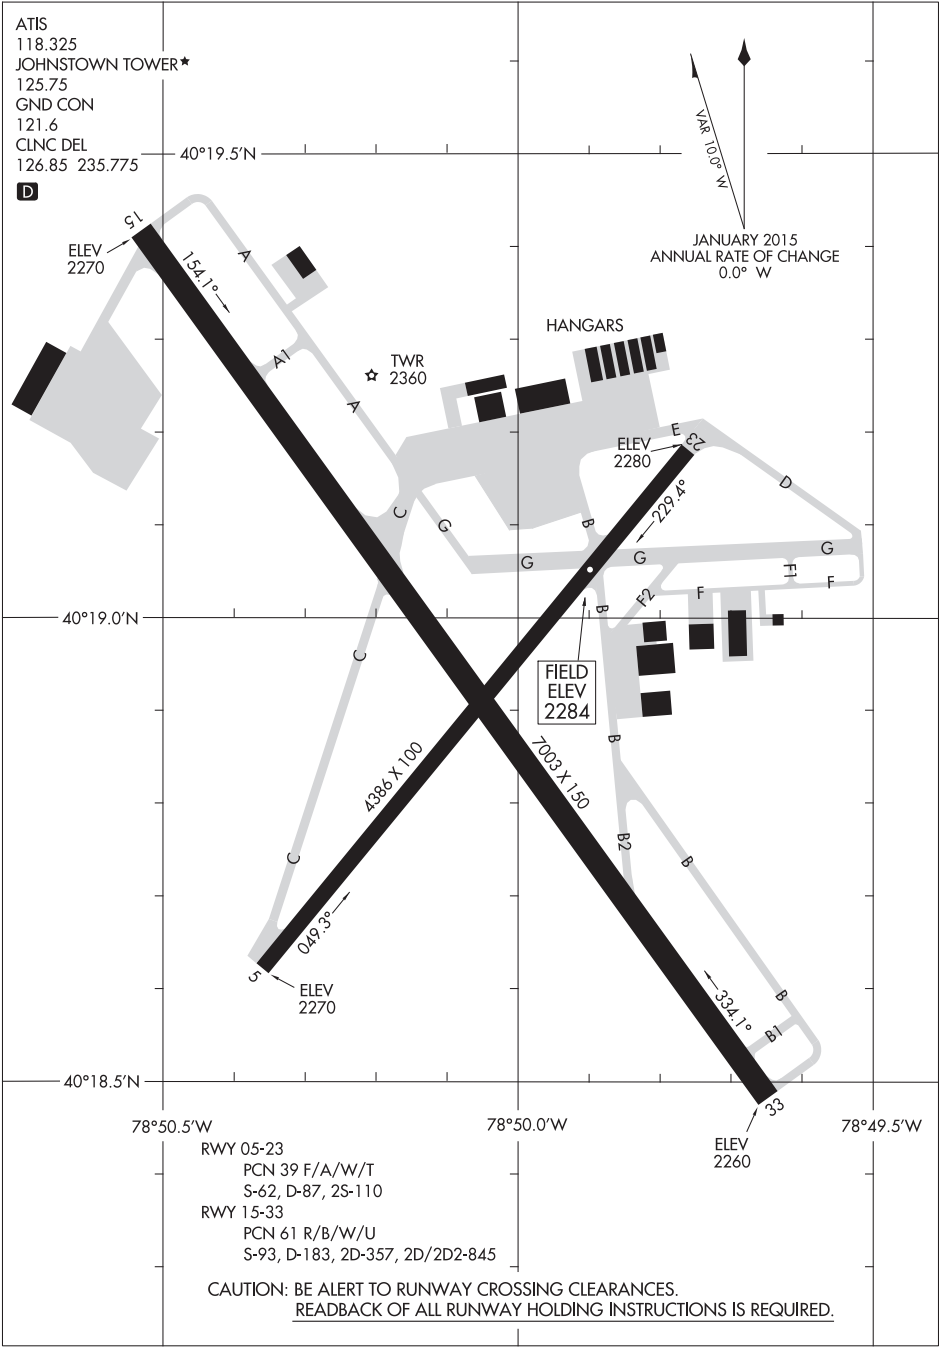 ATIS
118.325
JOHNSTOWN TOWER★
125.75
GND CON
121.6
CLNC DEL
126.85 235.775
D
40°19.5'N
VAR 10.0° W
JANUARY 2015
ANNUAL RATE OF CHANGE
0.0° W
15
ELEV
2270
154.1°
A
A1
A
TWR
2360
HANGARS
ELEV
2280
E
23
D
229.4°
C
G
B
G
G
G
F1
F
F
F2
B
40°19.0'N
C
FIELD
ELEV
2284
B
4386 X 100
7003 X 150
B2
B
C
049.3°
5
ELEV
2270
B
334.1°
B1
33
40°18.5'N
78°50.5'W
78°50.0'W
78°49.5'W
ELEV
2260
RWY 05-23
PCN 39 F/A/W/T
S-62, D-87, 2S-110
RWY 15-33
PCN 61 R/B/W/U
S-93, D-183, 2D-357, 2D/2D2-845
CAUTION: BE ALERT TO RUNWAY CROSSING CLEARANCES.
READBACK OF ALL RUNWAY HOLDING INSTRUCTIONS IS REQUIRED.